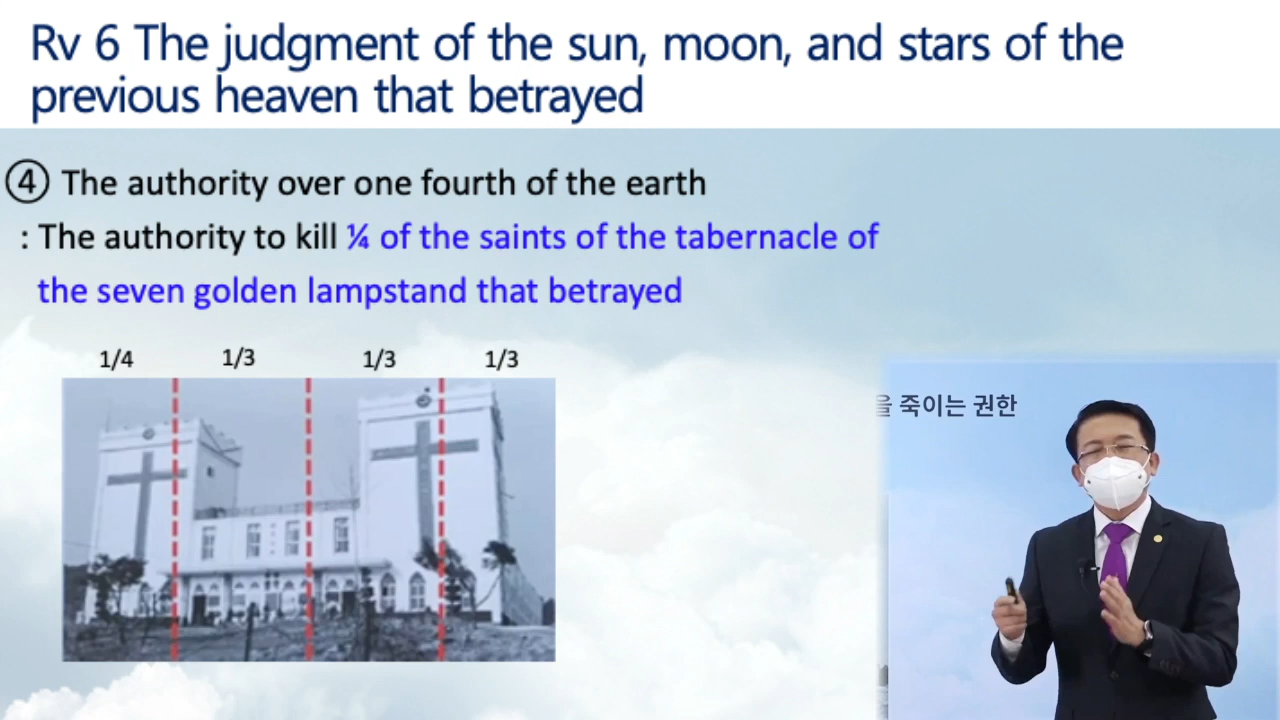 Rv 6 The judgment of the sun, moon, and stars of the
previous heaven that betrayed
④ The authority over one fourth of the earth
: The authority to kill ¼ of the saints of the tabernacle of
the seven golden lampstand that betrayed
1/4 1/3 1/3 1/3
죽이는 권한